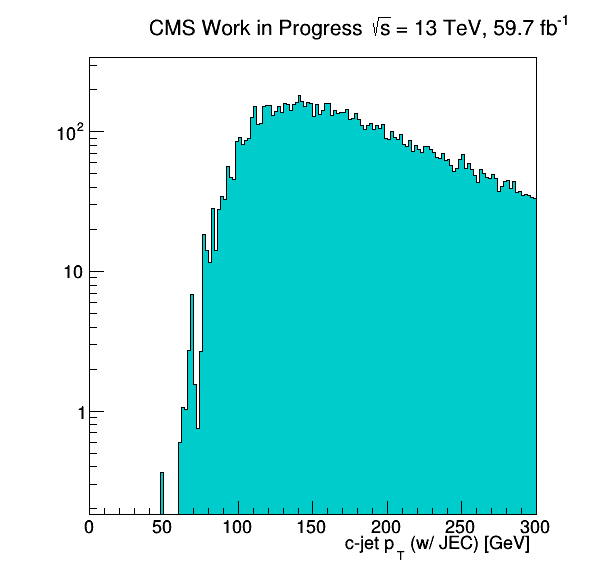 CMS Work in Progress √s = 13 TeV, 59.7 fb⁻¹
10²
10
1
0 50 100 150 200 250 300
c-jet p_T (w/ JEC) [GeV]